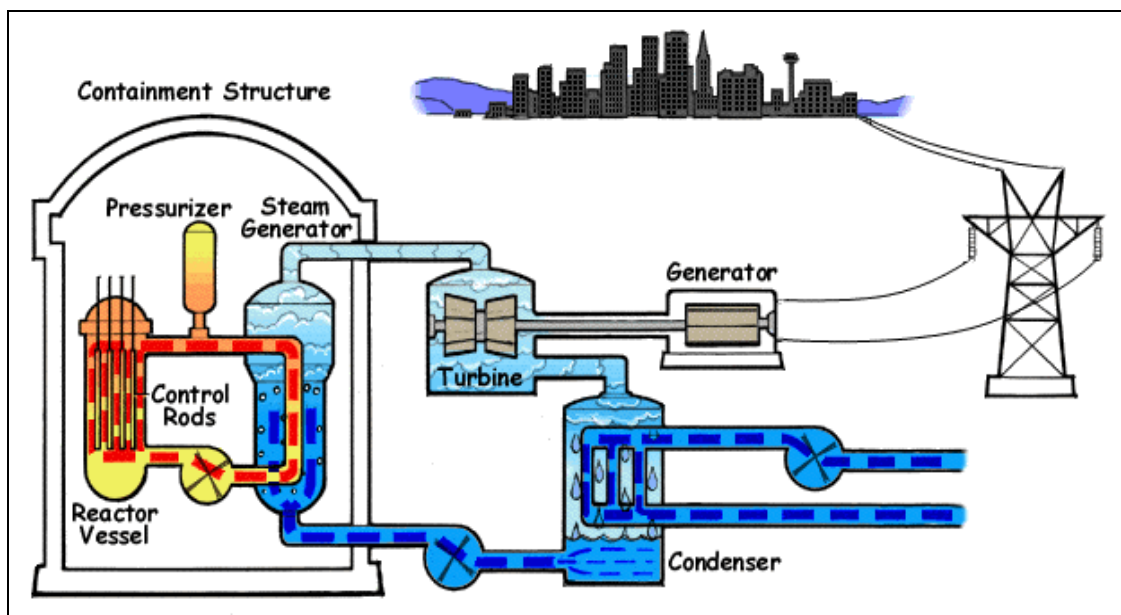 Containment Structure
Pressurizer
Steam
Generator
Generator
Turbine
Control
Rods
Reactor
Vessel
Condenser